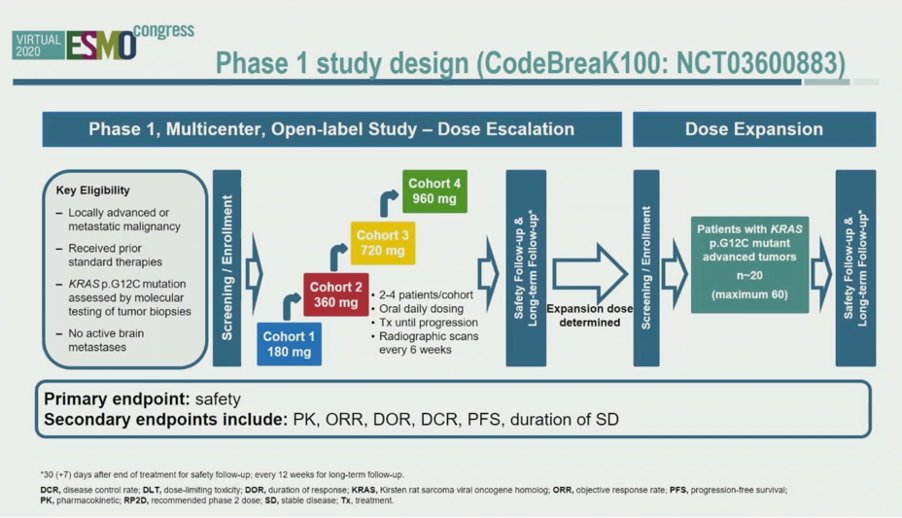 VIRTUAL
2020
ESMO
congress
Phase 1 study design (CodeBreaK100: NCT03600883)
Phase 1, Multicenter, Open-label Study – Dose Escalation
Dose Expansion
Key Eligibility
– Locally advanced or
metastatic malignancy
– Received prior
standard therapies
– KRAS p.G12C mutation
assessed by molecular
testing of tumor biopsies
– No active brain
metastases
Screening / Enrollment
Cohort 1
180 mg
Cohort 2
360 mg
Cohort 3
720 mg
Cohort 4
960 mg
• 2-4 patients/cohort
• Oral daily dosing
• Tx until progression
• Radiographic scans
every 6 weeks
Safety Follow-up &
Long-term Follow-up*
Expansion dose
determined
Screening / Enrollment
Patients with KRAS
p.G12C mutant
advanced tumors
n~20
(maximum 60)
Safety Follow-up &
Long-term Follow-up*
Primary endpoint: safety
Secondary endpoints include: PK, ORR, DOR, DCR, PFS, duration of SD
*30 (+7) days after end of treatment for safety follow-up; every 12 weeks for long-term follow-up.
DCR, disease control rate; DLT, dose-limiting toxicity; DOR, duration of response; KRAS, Kirsten rat sarcoma viral oncogene homolog; ORR, objective response rate; PFS, progression-free survival;
PK, pharmacokinetic; RP2D, recommended phase 2 dose; SD, stable disease; Tx, treatment.